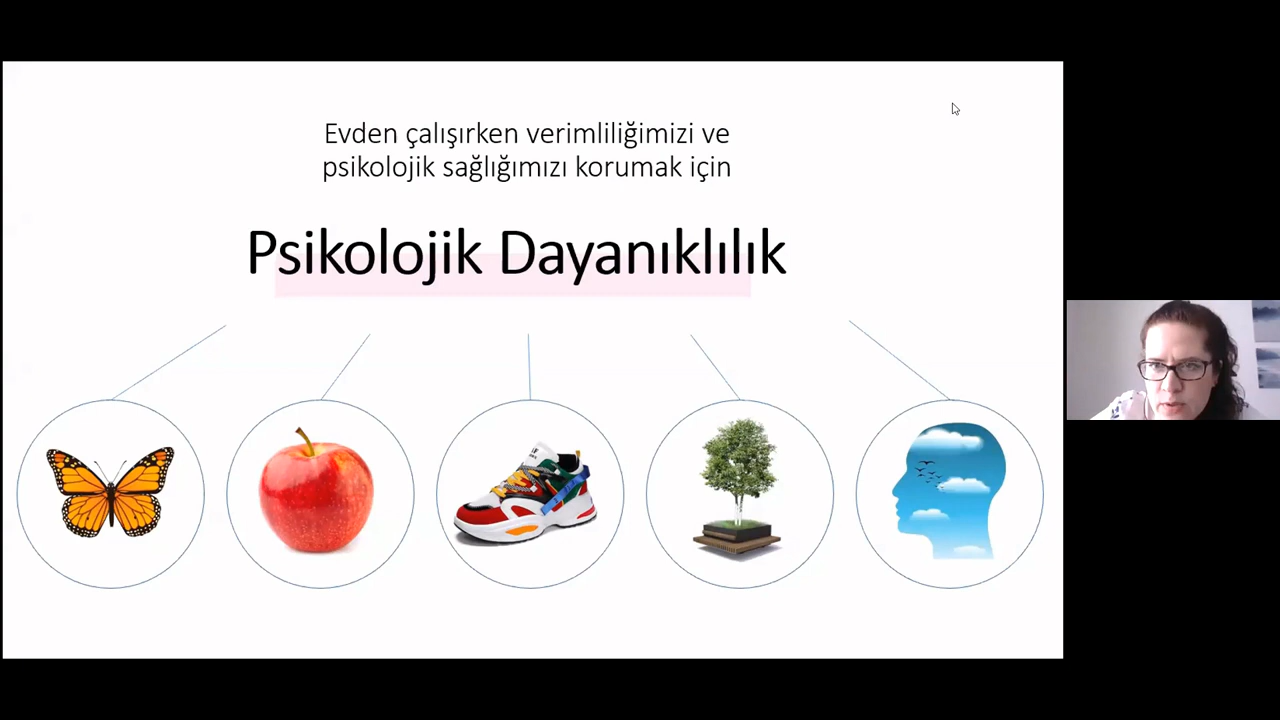 Evden çalışırken verimliliğimizi ve
psikolojik sağlığımızı korumak için
Psikolojik Dayanıklılık